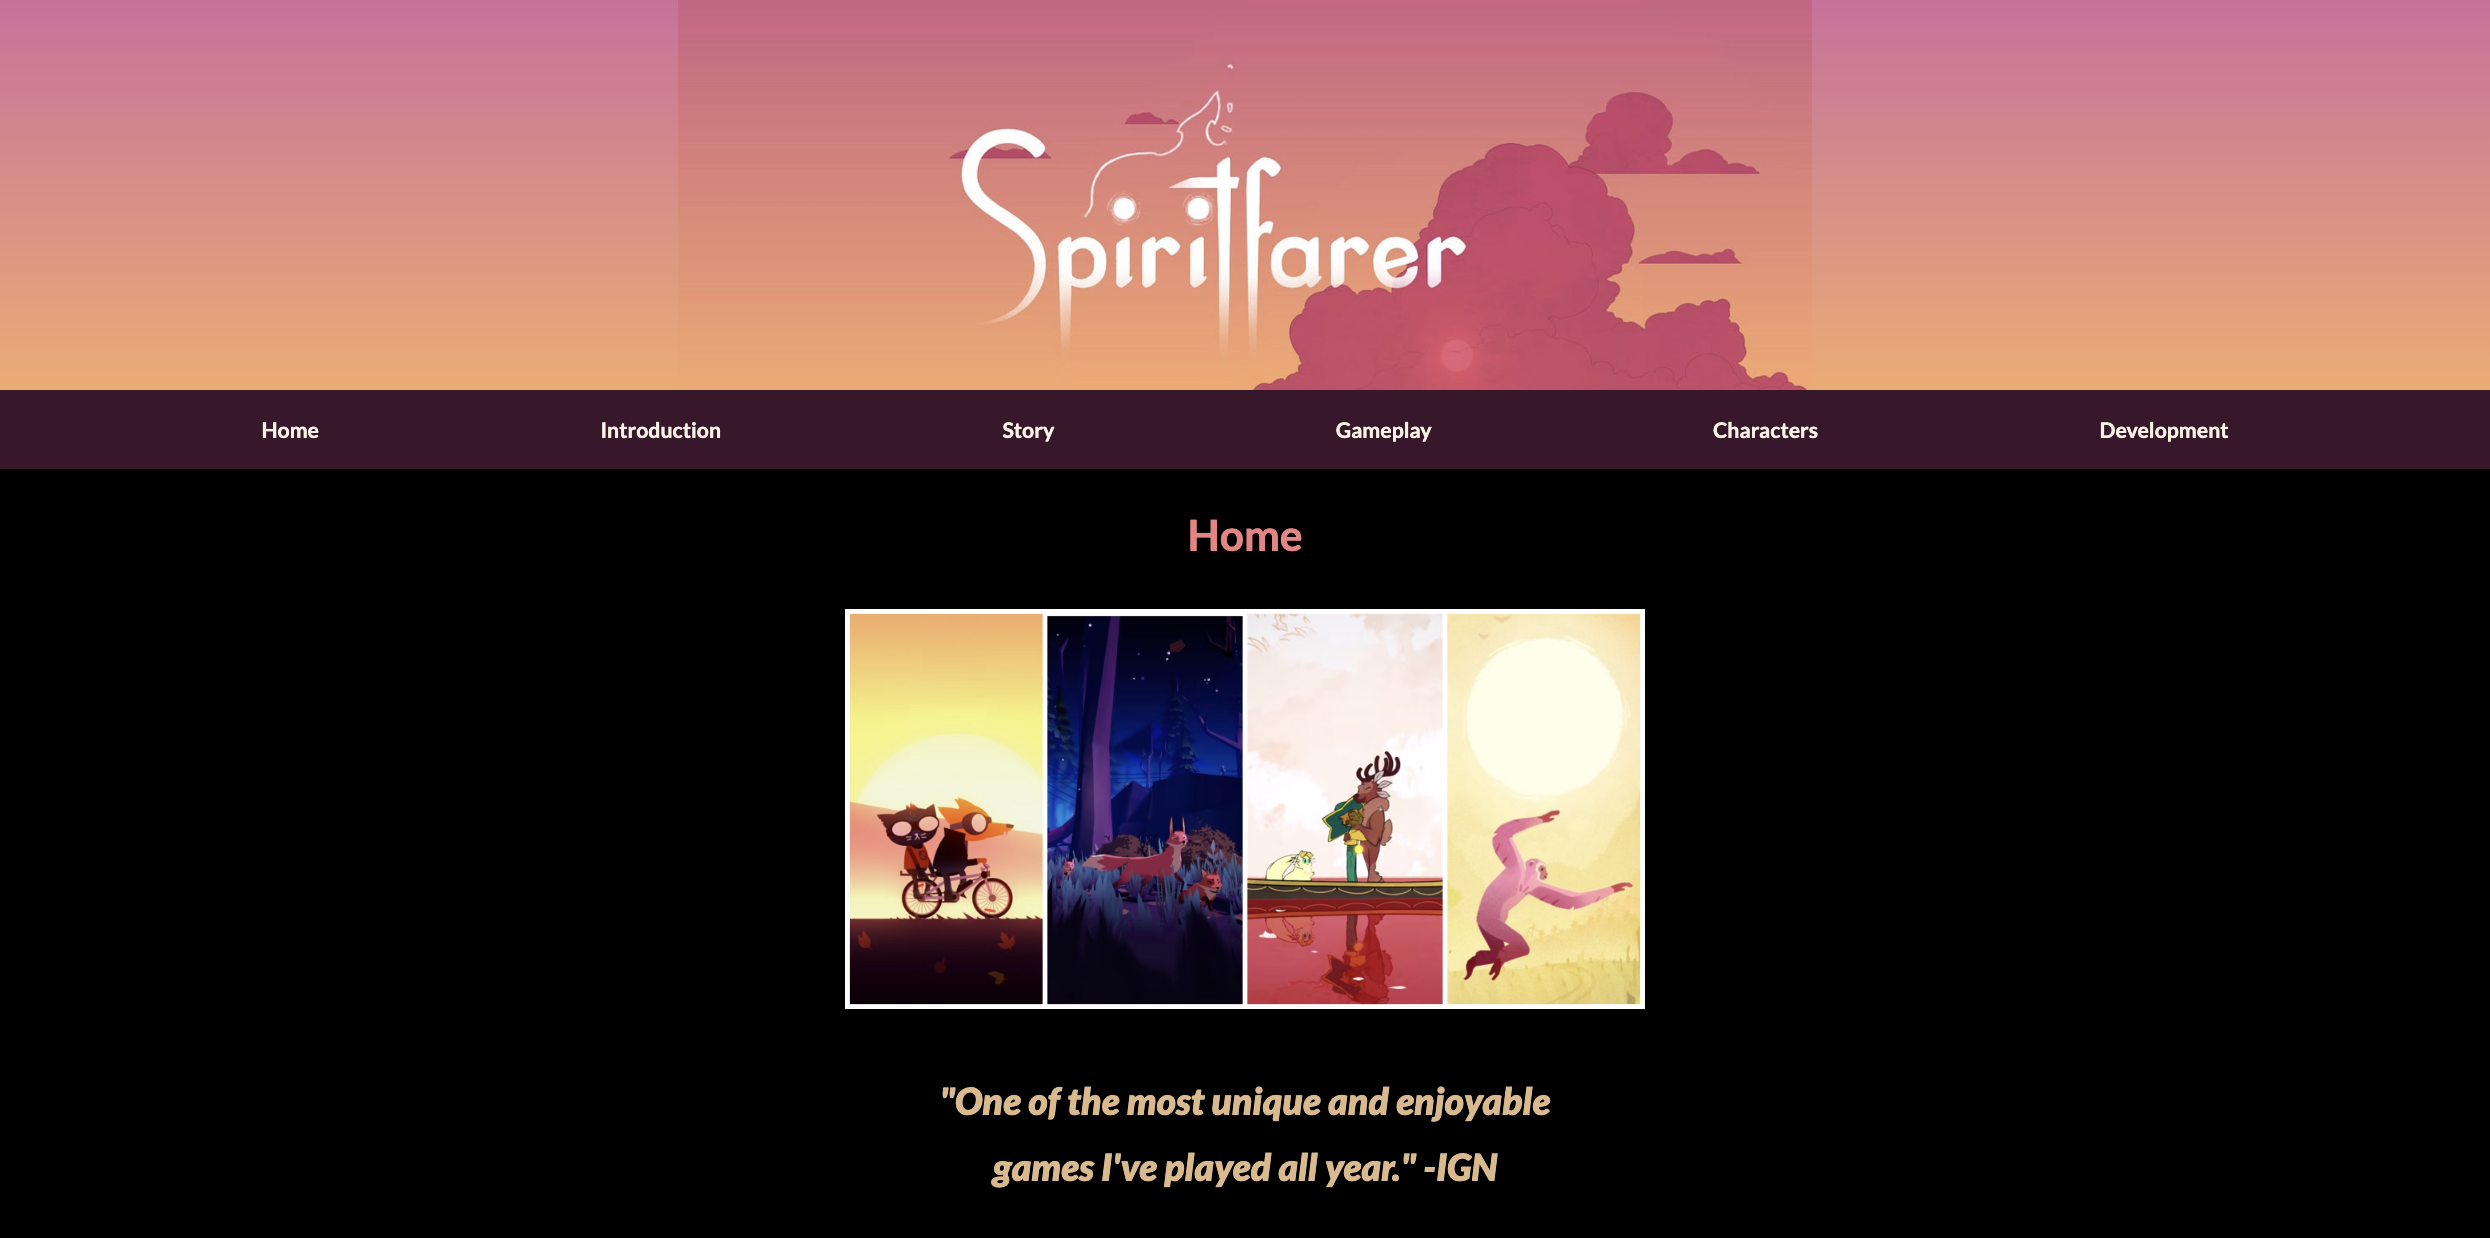 Spiritfarer
Home
Introduction
Story
Gameplay
Characters
Development
Home
"One of the most unique and enjoyable
games I've played all year." -IGN